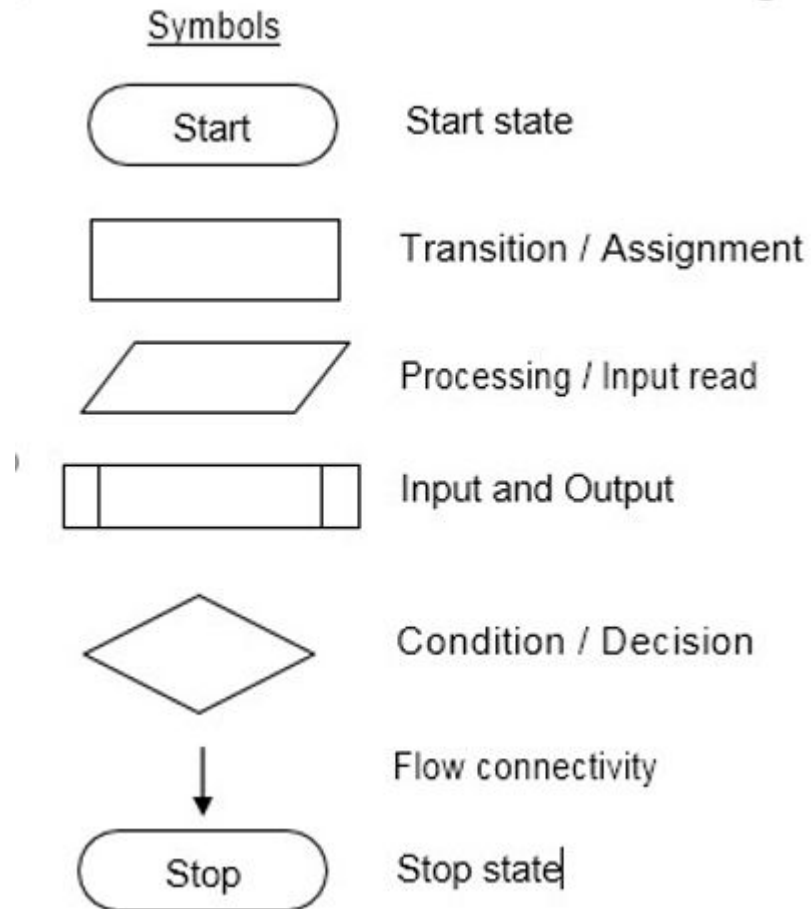 Symbols
Start Start state
Transition / Assignment
Processing / Input read
Input and Output
Condition / Decision
Flow connectivity
Stop Stop state